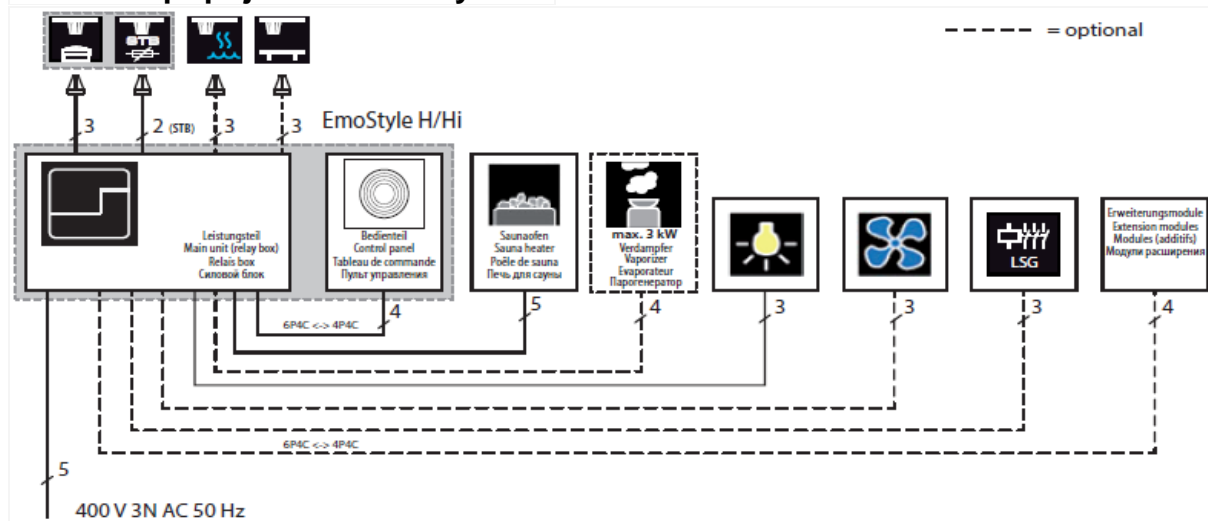 = optional
STB
3
2 (STB)
3
3
EmoStyle H/Hi
Leistungsteil
Main unit (relay box)
Relais box
Силовой блок
Bedienteil
Control panel
Tableau de commande
Пульт управления
Saunaofen
Sauna heater
Poêle de sauna
Печь для сауны
max. 3 kW
Verdampfer
Vaporizer
Evaporateur
Парогенератор
LSG
Erweiterungsmodule
Extension modules
Modules (additifs)
Модули расширения
4
5
4
3
3
3
4
6P4C <-> 4P4C
6P4C <-> 4P4C
5
400 V 3N AC 50 Hz